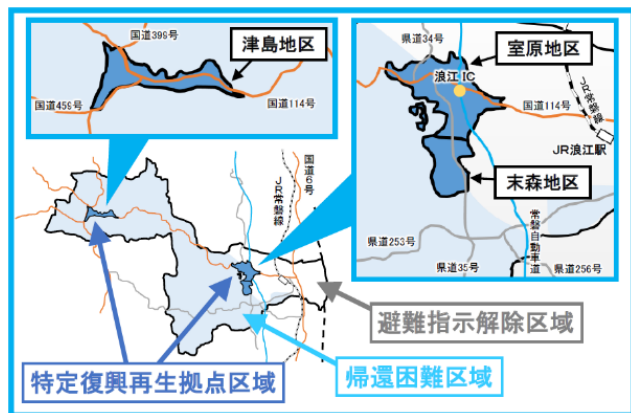 国道399号
津島地区
国道459号
国道114号
県道34号
室原地区
浪江 IC
国道114号
JR常磐線
JR浪江駅
末森地区
常磐自動車道
県道253号
県道35号
県道256号
国道6号
JR常磐線
避難指示解除区域
特定復興再生拠点区域
帰還困難区域